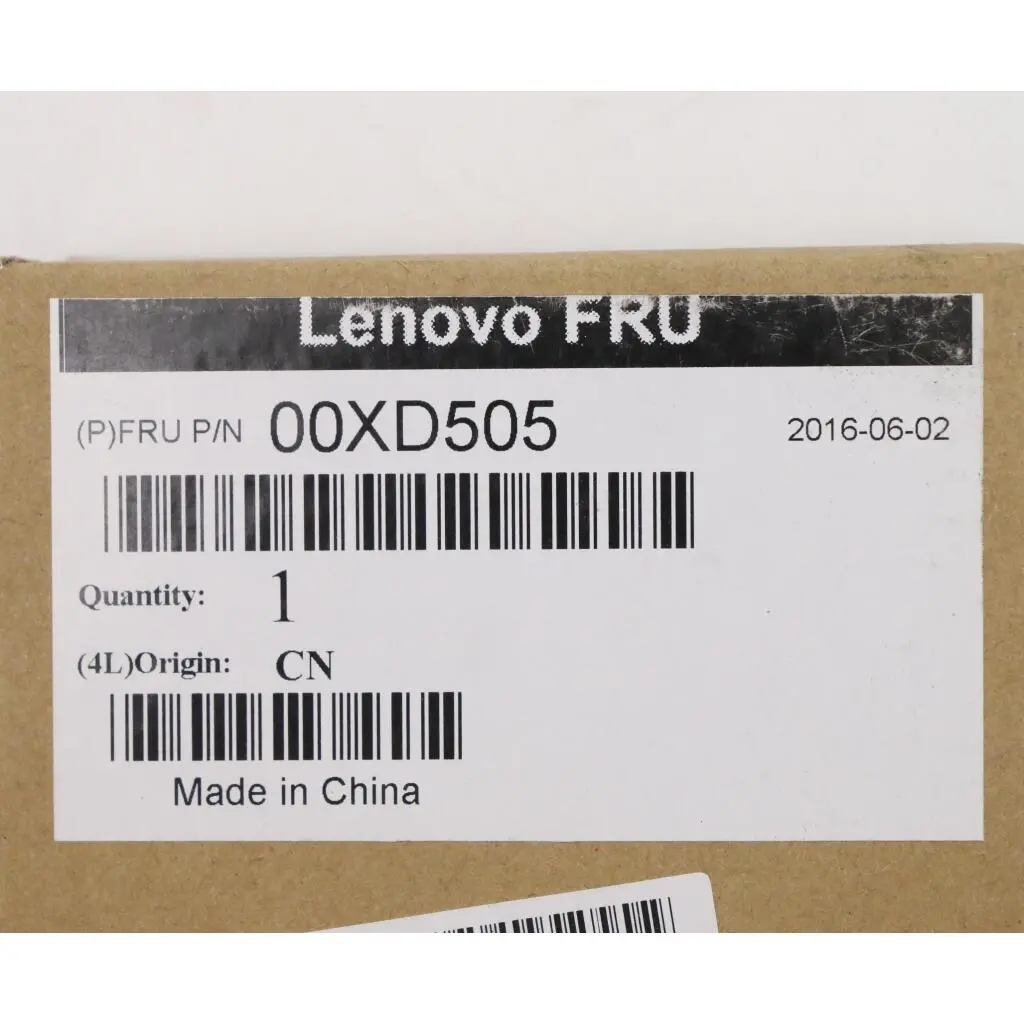 Lenovo FRU
(P)FRU P/N 00XD505 2016-06-02
Quantity: 1
(4L)Origin: CN
Made in China